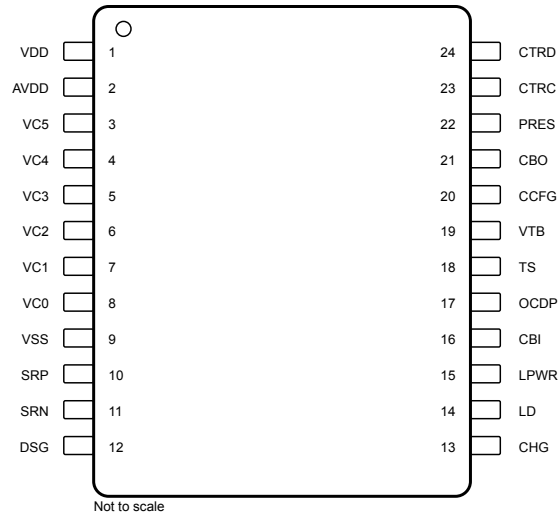 VDD 1 24 CTRD
AVDD 2 23 CTRC
VC5 3 22 PRES
VC4 4 21 CBO
VC3 5 20 CCFG
VC2 6 19 VTB
VC1 7 18 TS
VC0 8 17 OCDP
VSS 9 16 CBI
SRP 10 15 LPWR
SRN 11 14 LD
DSG 12 13 CHG
Not to scale